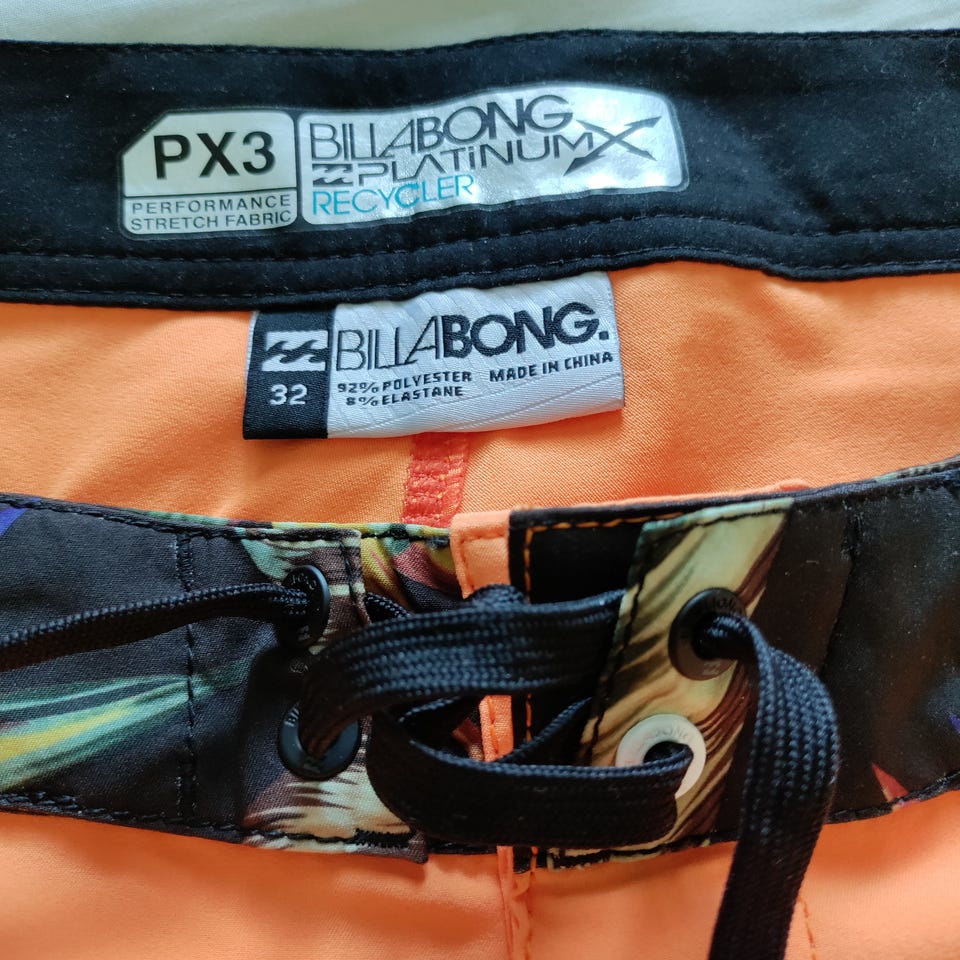 PX3
PERFORMANCE
STRETCH FABRIC
BILLABONG
PLATiNUM X
RECYCLER
BILLABONG.
32
92% POLYESTER MADE IN CHINA
8% ELASTANE